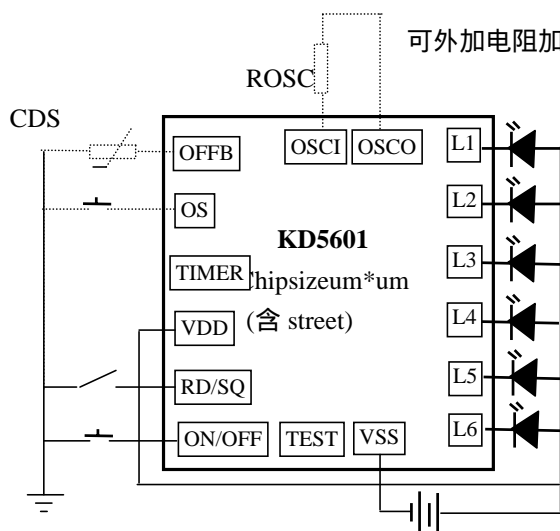 可外加电阻加
ROSC
CDS
OFFB
OSCI
OSCO
L1
OS
L2
KD5601
L3
TIMER
hipsizeum*um
VDD
(含 street)
L4
RD/SQ
L5
ON/OFF
TEST
VSS
L6